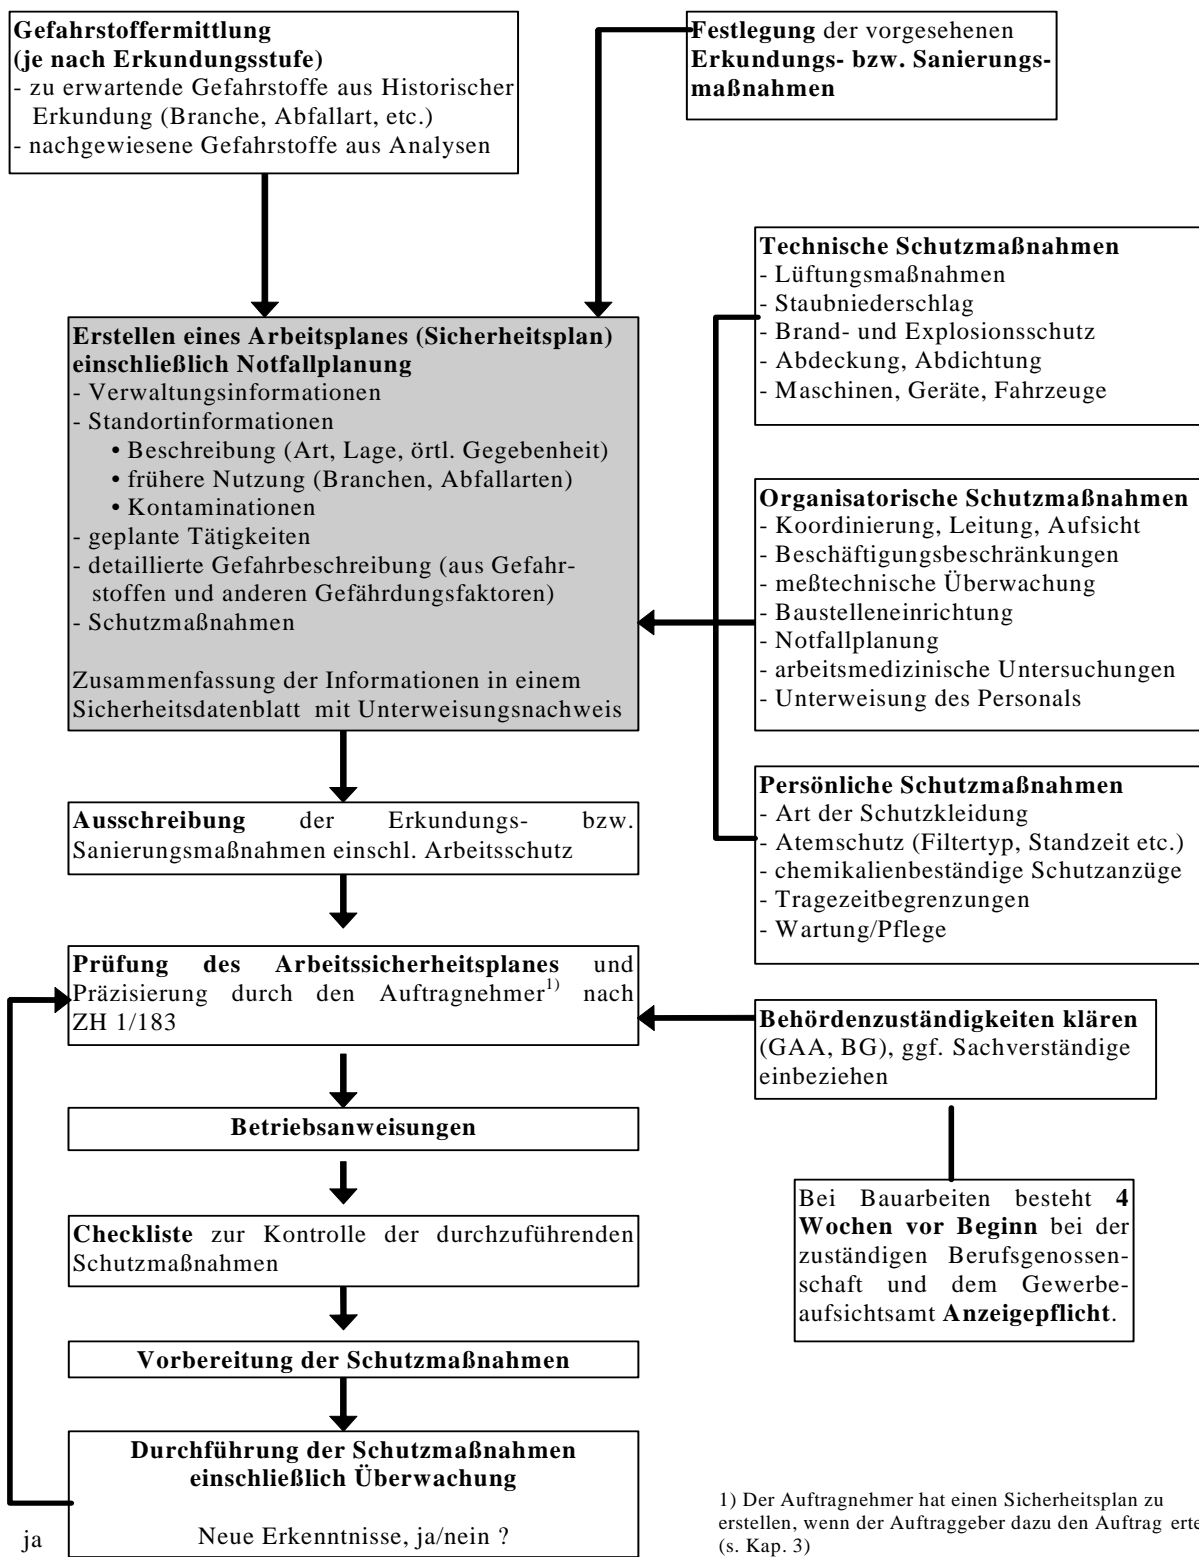 Gefahrstoffermittlung
(je nach Erkundungsstufe)
- zu erwartende Gefahrstoffe aus Historischer
Erkundung (Branche, Abfallart, etc.)
- nachgewiesene Gefahrstoffe aus Analysen
Festlegung der vorgesehenen
Erkundungs- bzw. Sanierungs-
maßnahmen
Erstellen eines Arbeitsplanes (Sicherheitsplan)
einschließlich Notfallplanung
- Verwaltungsinformationen
- Standortinformationen
• Beschreibung (Art, Lage, örtl. Gegebenheit)
• frühere Nutzung (Branchen, Abfallarten)
• Kontaminationen
- geplante Tätigkeiten
- detaillierte Gefahrbeschreibung (aus Gefahr-
stoffen und anderen Gefährdungsfaktoren)
- Schutzmaßnahmen
Zusammenfassung der Informationen in einem
Sicherheitsdatenblatt mit Unterweisungsnachweis
Technische Schutzmaßnahmen
- Lüftungsmaßnahmen
- Staubniederschlag
- Brand- und Explosionsschutz
- Abdeckung, Abdichtung
- Maschinen, Geräte, Fahrzeuge
Organisatorische Schutzmaßnahmen
- Koordinierung, Leitung, Aufsicht
- Beschäftigungsbeschränkungen
- meßtechnische Überwachung
- Baustelleneinrichtung
- Notfallplanung
- arbeitsmedizinische Untersuchungen
- Unterweisung des Personals
Persönliche Schutzmaßnahmen
- Art der Schutzkleidung
- Atemschutz (Filtertyp, Standzeit etc.)
- chemikalienbeständige Schutzanzüge
- Tragezeitbegrenzungen
- Wartung/Pflege
Ausschreibung der Erkundungs- bzw.
Sanierungsmaßnahmen einschl. Arbeitsschutz
Prüfung des Arbeitssicherheitsplanes und
Präzisierung durch den Auftragnehmer1) nach
ZH 1/183
Behördenzuständigkeiten klären
(GAA, BG), ggf. Sachverständige
einbeziehen
Betriebsanweisungen
Checkliste zur Kontrolle der durchzuführenden
Schutzmaßnahmen
Bei Bauarbeiten besteht 4
Wochen vor Beginn bei der
zuständigen Berufsgenossen-
schaft und dem Gewerbe-
aufsichtsamt Anzeigepflicht.
Vorbereitung der Schutzmaßnahmen
Durchführung der Schutzmaßnahmen
einschließlich Überwachung
Neue Erkenntnisse, ja/nein ?
ja
1) Der Auftragnehmer hat einen Sicherheitsplan zu
erstellen, wenn der Auftraggeber dazu den Auftrag
(s. Kap. 3)